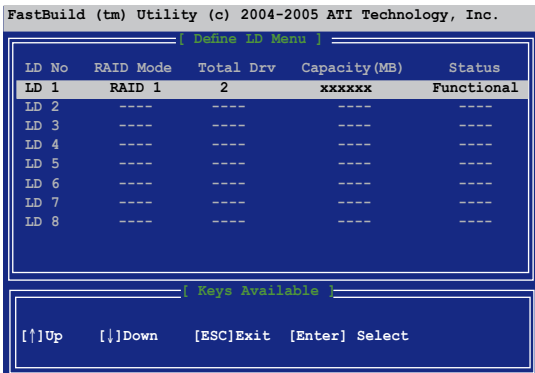 FastBuild (tm) Utility (c) 2004-2005 ATI Technology, Inc.
[ Define LD Menu ]
LD No RAID Mode Total Drv Capacity(MB) Status
LD 1 RAID 1 2 xxxxxx Functional
LD 2 ---- ---- ---- ----
LD 3 ---- ---- ---- ----
LD 4 ---- ---- ---- ----
LD 5 ---- ---- ---- ----
LD 6 ---- ---- ---- ----
LD 7 ---- ---- ---- ----
LD 8 ---- ---- ---- ----
[ Keys Available ]
[↑]Up [↓]Down [ESC]Exit [Enter] Select